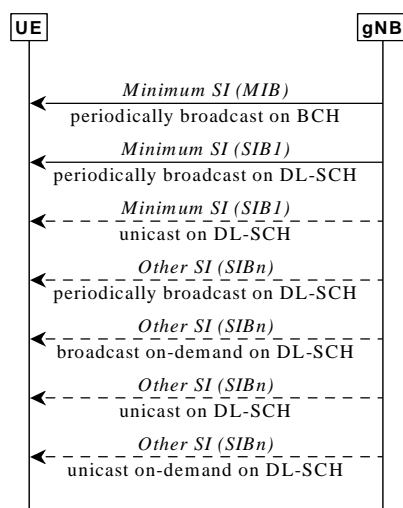 UE
gNB
Minimum SI (MIB)
periodically broadcast on BCH
Minimum SI (SIB1)
periodically broadcast on DL-SCH
Minimum SI (SIB1)
unicast on DL-SCH
Other SI (SIBn)
periodically broadcast on DL-SCH
Other SI (SIBn)
broadcast on-demand on DL-SCH
Other SI (SIBn)
unicast on DL-SCH
Other SI (SIBn)
unicast on-demand on DL-SCH